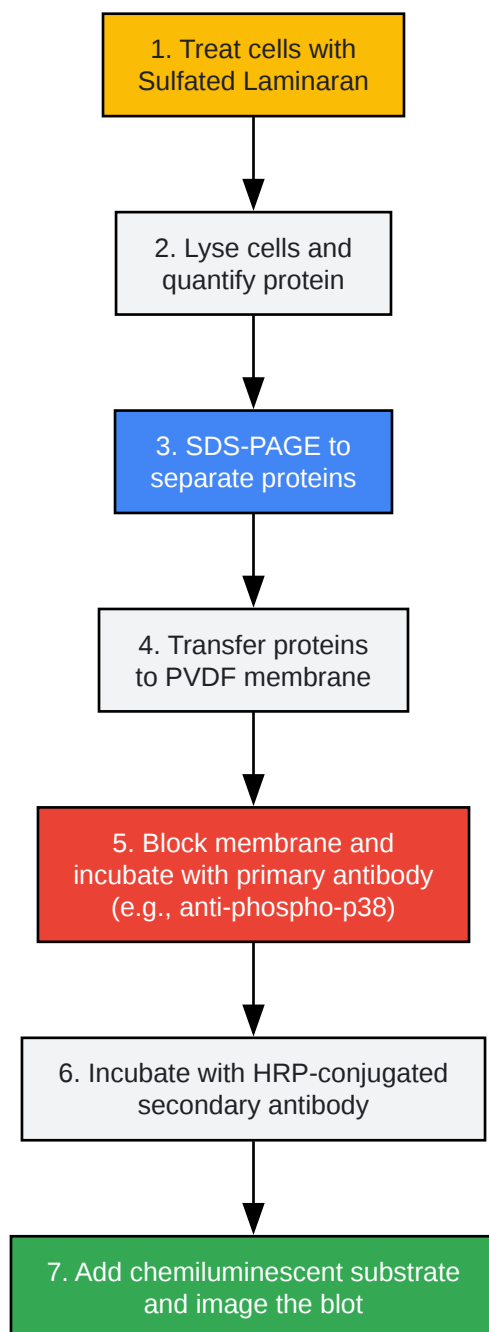 1. Treat cells with
Sulfated Laminaran
2. Lyse cells and
quantify protein
3. SDS-PAGE to
separate proteins
4. Transfer proteins
to PVDF membrane
5. Block membrane and
incubate with primary antibody
(e.g., anti-phospho-p38)
6. Incubate with HRP-conjugated
secondary antibody
7. Add chemiluminescent substrate
and image the blot